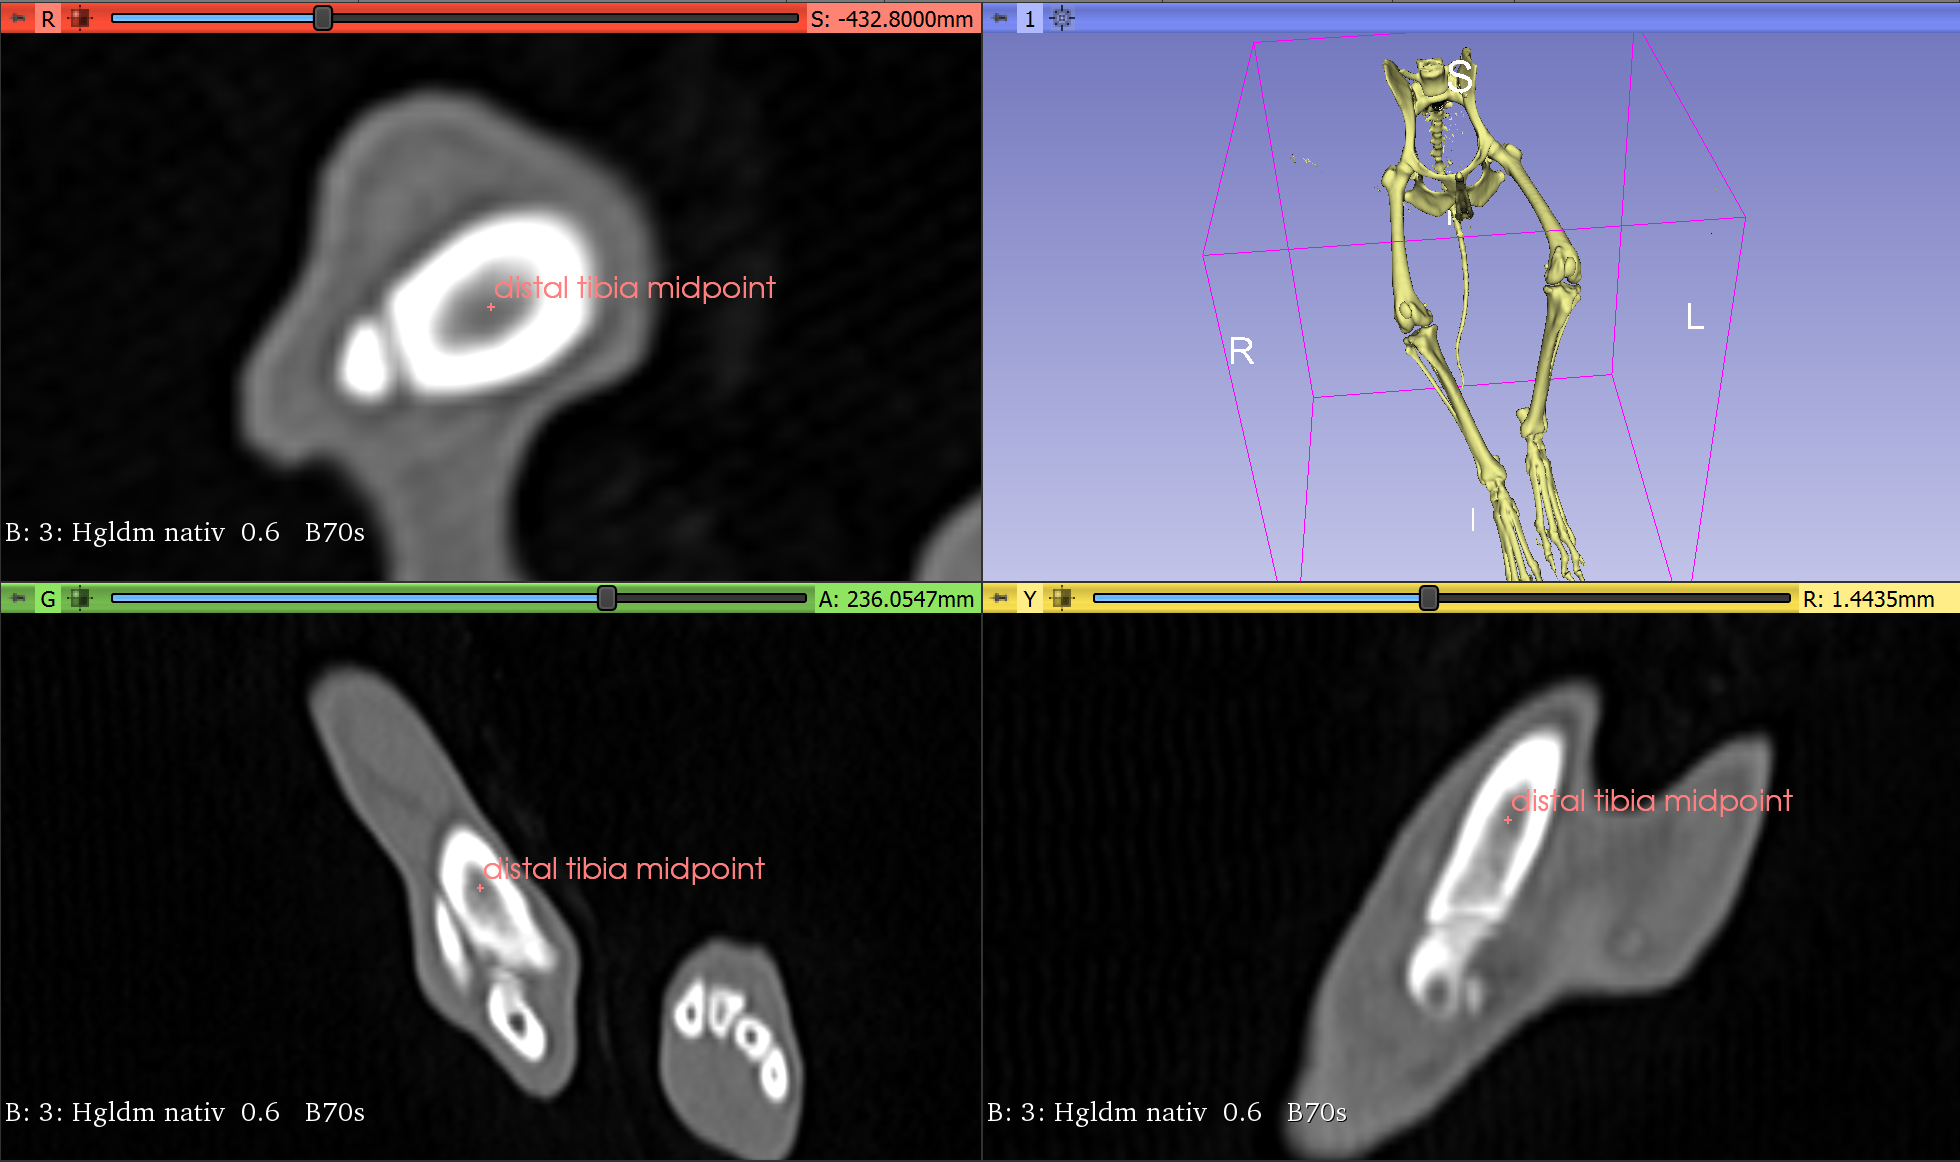 R
S: -432.8000mm
distal tibia midpoint
B: 3: Hgldm nativ 0.6 B70s
1
S
I
R
L
I
G
A: 236.0547mm
distal tibia midpoint
B: 3: Hgldm nativ 0.6 B70s
Y
R: 1.4435mm
distal tibia midpoint
B: 3: Hgldm nativ 0.6 B70s